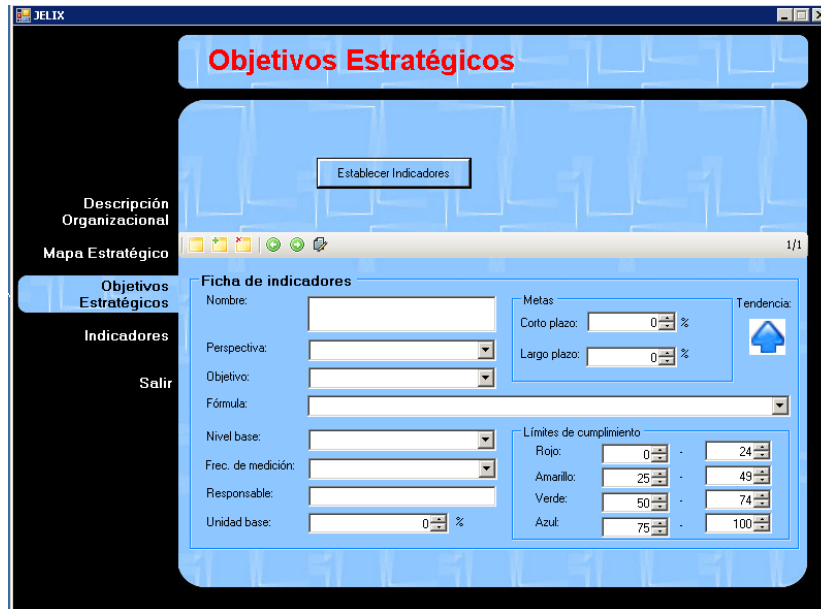 JELIX
Objetivos Estratégicos
Establecer Indicadores
Descripción
Organizacional
Mapa Estratégico
Objetivos
Estratégicos
Indicadores
Salir
1/1
Ficha de indicadores
Nombre:
Perspectiva:
Objetivo:
Fórmula:
Metas
Corto plazo: 0 %
Largo plazo: 0 %
Tendencia:
Nivel base:
Frec. de medición:
Responsable:
Unidad base: 0 %
Límites de cumplimiento
Rojo: 0 - 24
Amarillo: 25 - 49
Verde: 50 - 74
Azul: 75 - 100